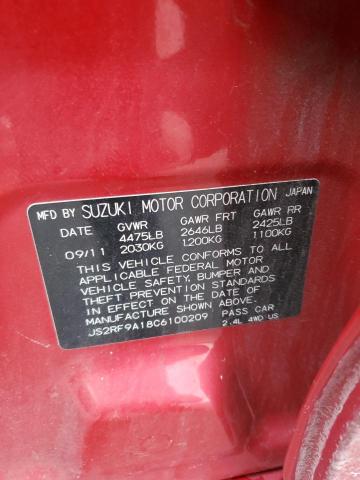 MFD BY SUZUKI MOTOR CORPORATION JAPAN
DATE GVWR GAWR FRT GAWR RR
4475LB 2646LB 2425LB
09/11 2030KG 1,200KG 1100KG
THIS VEHICLE CONFORMS TO ALL
APPLICABLE FEDERAL MOTOR
VEHICLE SAFETY, BUMPER AND
THEFT PREVENTION STANDARDS
IN EFFECT ON THE DATE OF
MANUFACTURE SHOWN ABOVE.
JS2RF9A18C6100209 PASS CAR
2.4L 4WD US